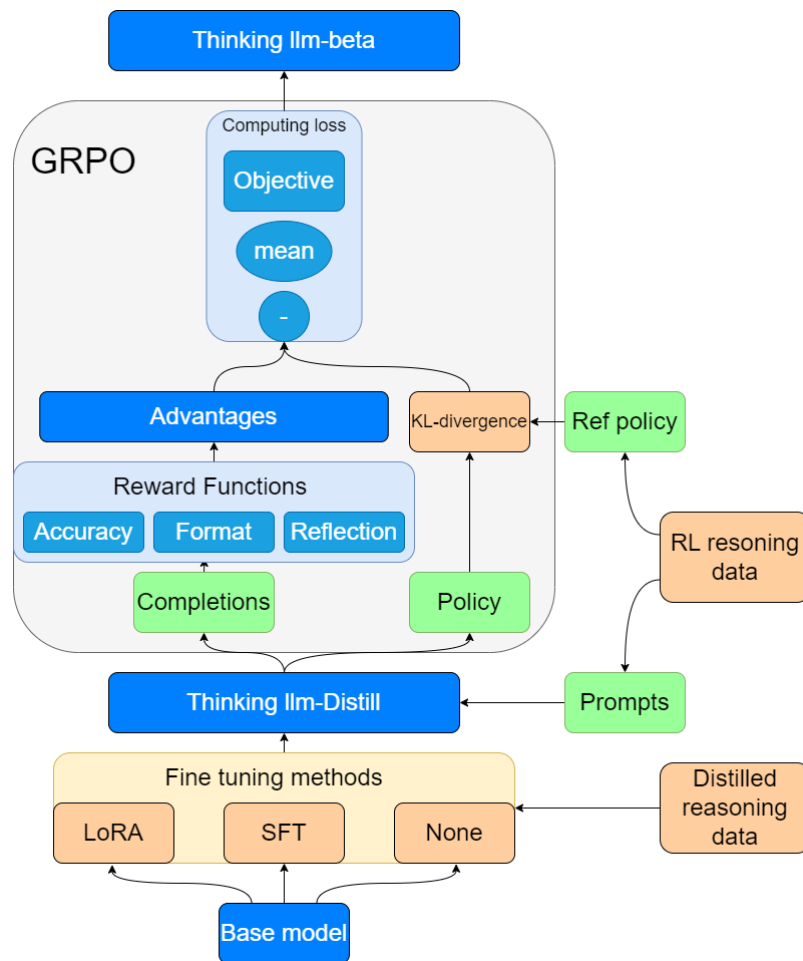 Thinking llm-beta
GRPO
Computing loss
Objective
mean
-
Advantages
KL-divergence
Ref policy
Reward Functions
Accuracy
Format
Reflection
RL resoning
data
Completions
Policy
Thinking llm-Distill
Prompts
Fine tuning methods
LoRA
SFT
None
Distilled
reasoning
data
Base model